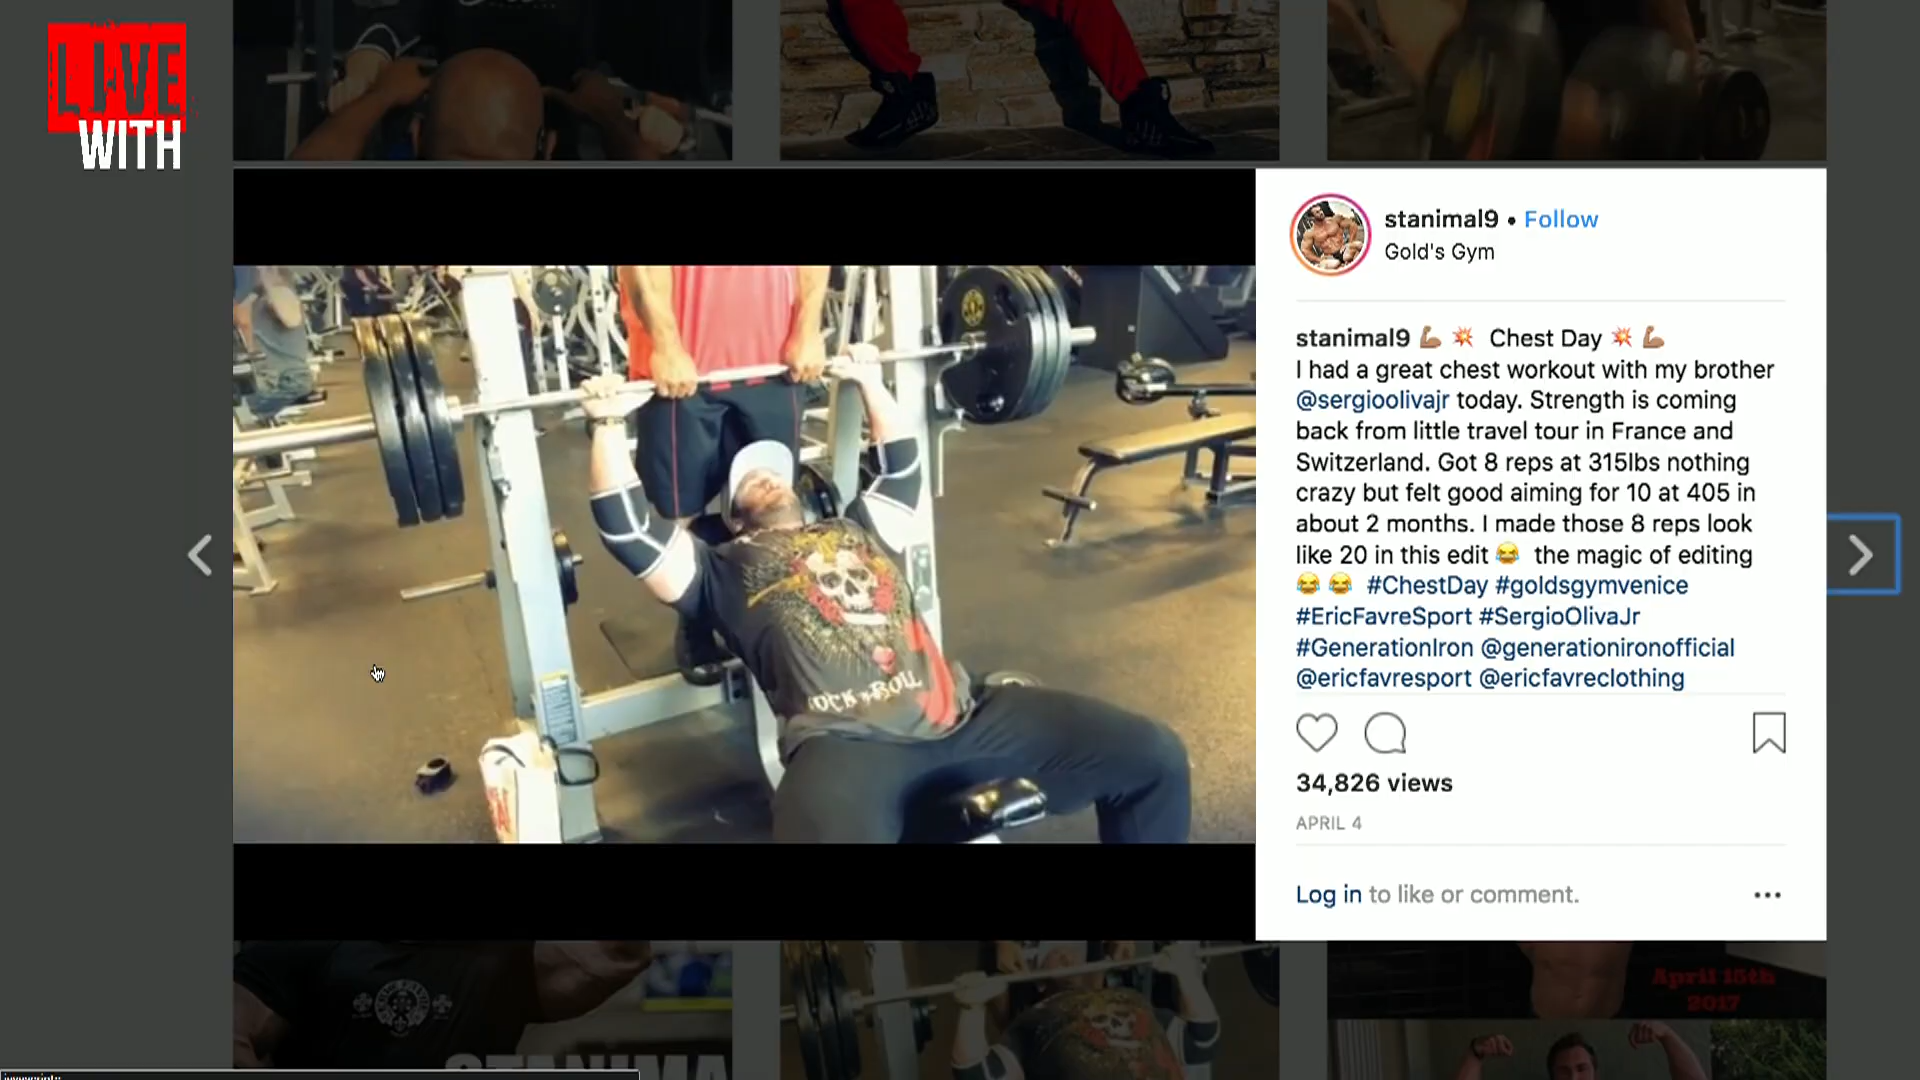 LIVE
WITH
stanimal9 • Follow
Gold's Gym
stanimal9 💪🏽 💥 Chest Day 💥 💪🏽
I had a great chest workout with my brother
@sergioolivajr today. Strength is coming
back from little travel tour in France and
Switzerland. Got 8 reps at 315lbs nothing
crazy but felt good aiming for 10 at 405 in
about 2 months. I made those 8 reps look
like 20 in this edit 😂 the magic of editing
😂 😂 #ChestDay #goldsgymvenice
#EricFavreSport #SergioOlivaJr
#GenerationIron @generationironofficial
@ericfavresport @ericfavreclothing
ROCK N ROLL
34,826 views
APRIL 4
Log in to like or comment.
April 15th
2017
STANIMA